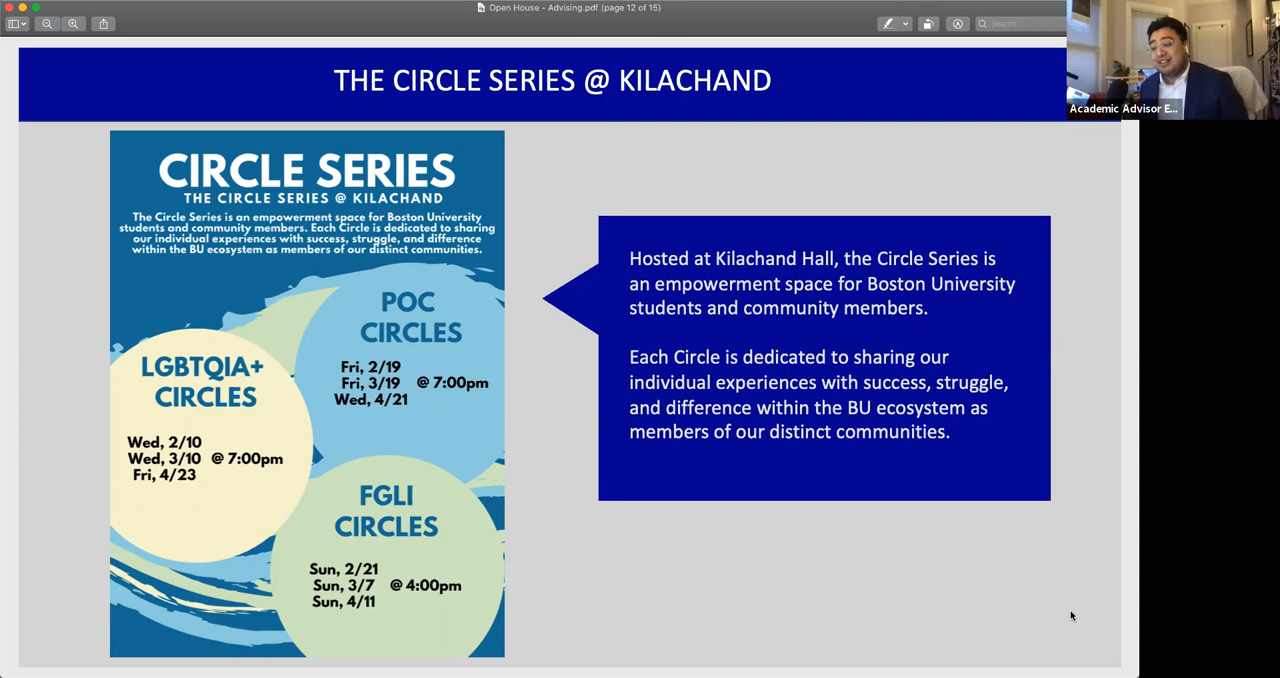 Open House - Advising.pdf (page 12 of 15)
Search
THE CIRCLE SERIES @ KILACHAND
Academic Advisor E...
CIRCLE SERIES
THE CIRCLE SERIES @ KILACHAND
The Circle Series is an empowerment space for Boston University
students and community members. Each Circle is dedicated to sharing
our individual experiences with success, struggle, and difference
within the BU ecosystem as members of our distinct communities.
POC
CIRCLES
Fri, 2/19
Fri, 3/19 @ 7:00pm
Wed, 4/21
LGBTQIA+
CIRCLES
Wed, 2/10
Wed, 3/10 @ 7:00pm
Fri, 4/23
FGLI
CIRCLES
Sun, 2/21
Sun, 3/7 @ 4:00pm
Sun, 4/11
Hosted at Kilachand Hall, the Circle Series is
an empowerment space for Boston University
students and community members.
Each Circle is dedicated to sharing our
individual experiences with success, struggle,
and difference within the BU ecosystem as
members of our distinct communities.